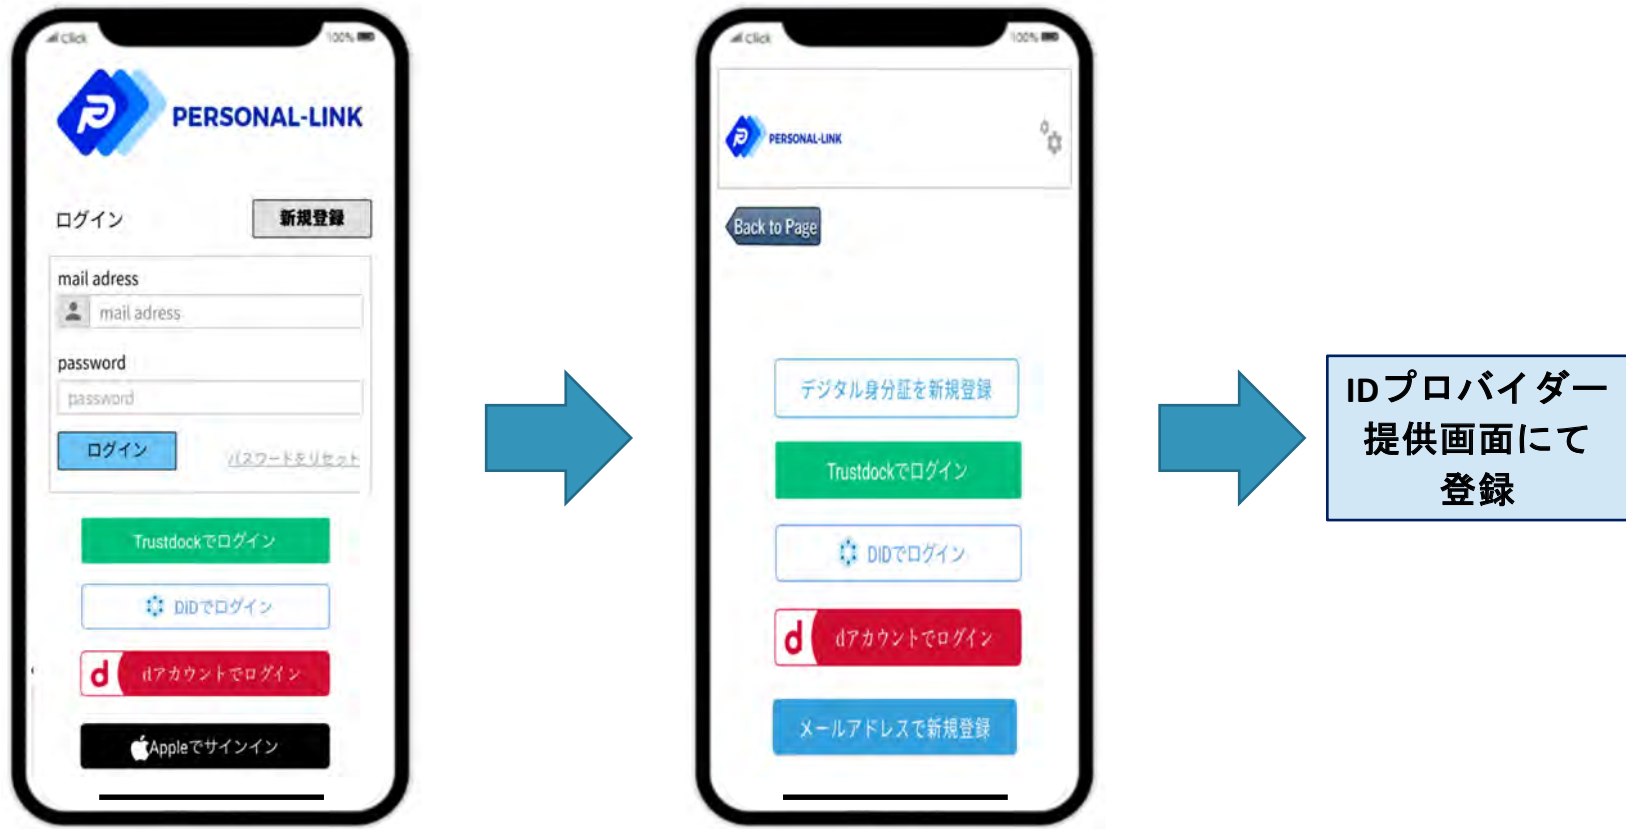 Click
100%
PERSONAL-LINK
ログイン
新規登録
mail adress
mail adress
password
password
ログイン
パスワードをリセット
Trustdockでログイン
DIDでログイン
d dアカウントでログイン
Appleでサインイン
Click
100%
PERSONAL-LINK
Back to Page
デジタル身分証を新規登録
Trustdockでログイン
DIDでログイン
d dアカウントでログイン
メールアドレスで新規登録
IDプロバイダー
提供画面にて
登録